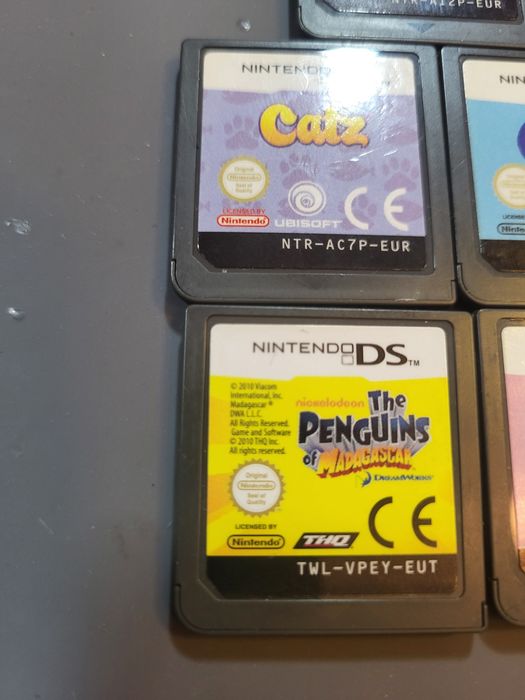 NTR-A12P-EUR
NINTENDO
Catz
Original
Nintendo
Seal of
Quality
LICENSED BY
Nintendo
UBISOFT
CE
NTR-AC7P-EUR
NINTENDO DS™
© 2010 Viacom
International, Inc.
Madagascar ®
DWA L.L.C.
All Rights Reserved.
Game and Software
© 2010 THQ Inc.
All rights reserved.
nickelodeon
The
PENGUINS
of MADAGASCAR
DREAMWORKS
Original
Nintendo
Seal of
Quality
LICENSED BY
Nintendo
THQ
CE
TWL-VPEY-EUT